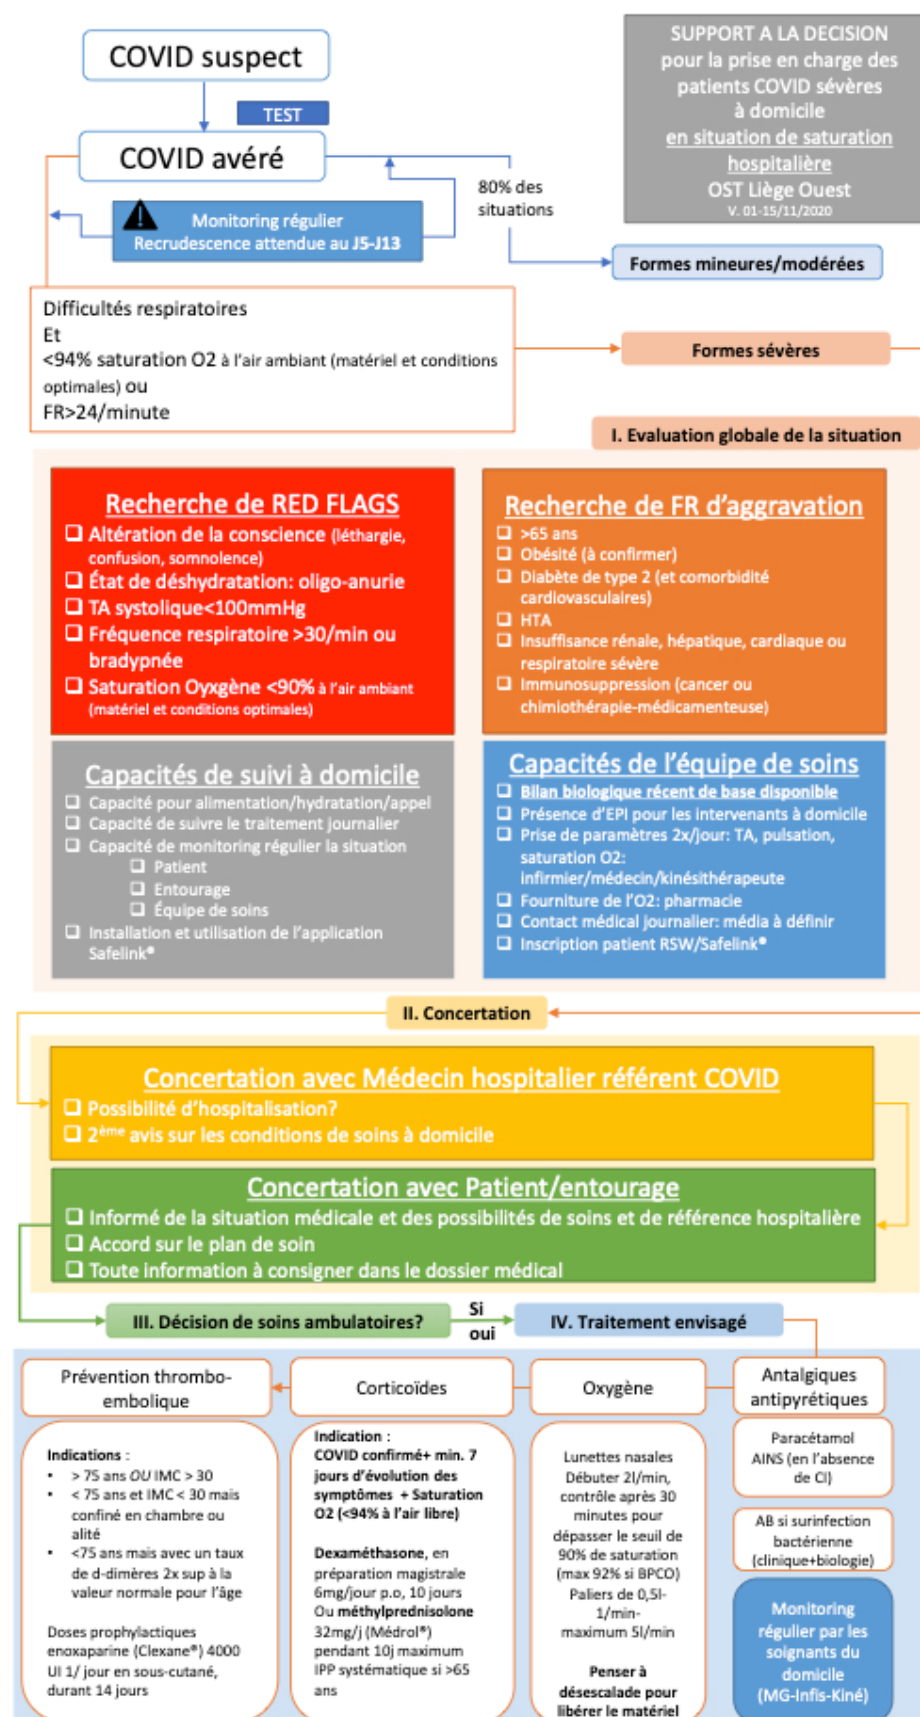 COVID suspect
SUPPORT A LA DECISION
pour la prise en charge des
patients COVID sévères
à domicile
en situation de saturation
hospitalière
OST Liège Ouest
V. 01-15/11/2020
TEST
COVID avéré
80% des
situations
Monitoring régulier
Recrudescence attendue au J5-J13
Formes mineures/modérées
Difficultés respiratoires
Et
<94% saturation O2 à l'air ambiant (matériel et conditions
optimales) ou
FR>24/minute
Formes sévères
I. Evaluation globale de la situation
Recherche de RED FLAGS
❑ Altération de la conscience (léthargie,
confusion, somnolence)
❑ État de déshydratation: oligo-anurie
❑ TA systolique<100mmHg
❑ Fréquence respiratoire >30/min ou
bradypnée
❑ Saturation Oyxgène <90% à l'air ambiant
(matériel et conditions optimales)
Recherche de FR d'aggravation
❑ >65 ans
❑ Obésité (à confirmer)
❑ Diabète de type 2 (et comorbidité
cardiovasculaires)
❑ HTA
❑ Insuffisance rénale, hépatique, cardiaque ou
respiratoire sévère
❑ Immunosuppression (cancer ou
chimiothérapie-médicamenteuse)
Capacités de suivi à domicile
❑ Capacité pour alimentation/hydratation/appel
❑ Capacité de suivre le traitement journalier
❑ Capacité de monitoring régulier la situation
❑ Patient
❑ Entourage
❑ Équipe de soins
❑ Installation et utilisation de l'application
Safelink®
Capacités de l'équipe de soins
❑ Bilan biologique récent de base disponible
❑ Présence d'EPI pour les intervenants à domicile
❑ Prise de paramètres 2x/jour: TA, pulsation,
saturation O2:
infirmier/médecin/kinésithérapeute
❑ Fourniture de l'O2: pharmacie
❑ Contact médical journalier: média à définir
❑ Inscription patient RSW/Safelink®
II. Concertation
Concertation avec Médecin hospitalier référent COVID
❑ Possibilité d'hospitalisation?
❑ 2ème avis sur les conditions de soins à domicile
Concertation avec Patient/entourage
❑ Informé de la situation médicale et des possibilités de soins et de référence hospitalière
❑ Accord sur le plan de soin
❑ Toute information à consigner dans le dossier médical
III. Décision de soins ambulatoires?
Si
oui
IV. Traitement envisagé
Prévention thrombo-
embolique
Corticoïdes
Oxygène
Antalgiques
antipyrétiques
Indications :
• > 75 ans OU IMC > 30
• < 75 ans et IMC < 30 mais
confiné en chambre ou
alité
• <75 ans mais avec un taux
de d-dimères 2x sup à la
valeur normale pour l'âge
Doses prophylactiques
enoxaparine (Clexane®) 4000
UI 1/ jour en sous-cutané,
durant 14 jours
Indication :
COVID confirmé+ min. 7
jours d'évolution des
symptômes + Saturation
O2 (<94% à l'air libre)
Dexaméthasone, en
préparation magistrale
6mg/jour p.o, 10 jours
Ou méthylprednisolone
32mg/j (Médrol®)
pendant 10j maximum
IPP systématique si >65
ans
Lunettes nasales
Débuter 2l/min,
contrôle après 30
minutes pour
dépasser le seuil de
90% de saturation
(max 92% si BPCO)
Paliers de 0,5l-
1/min-
maximum 5l/min
Penser à
désescalade pour
libérer le matériel
Paracétamol
AINS (en l'absence
de CI)
AB si surinfection
bactérienne
(clinique+biologie)
Monitoring
régulier par les
soignants du
domicile
(MG-Infis-Kiné)